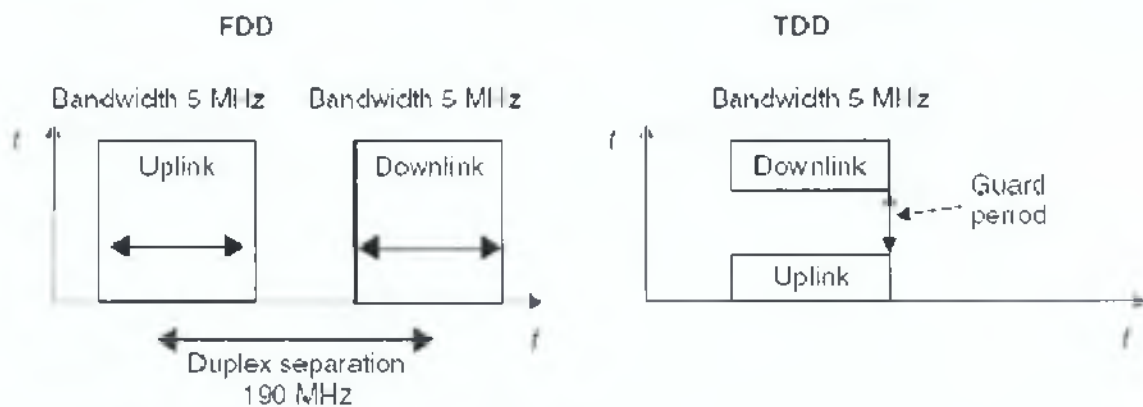 FDD
TDD
Bandwidth 5 MHz
Bandwidth 5 MHz
Bandwidth 5 MHz
Uplink
Downlink
Downlink
Guard
period
Uplink
Duplex separation
190 MHz